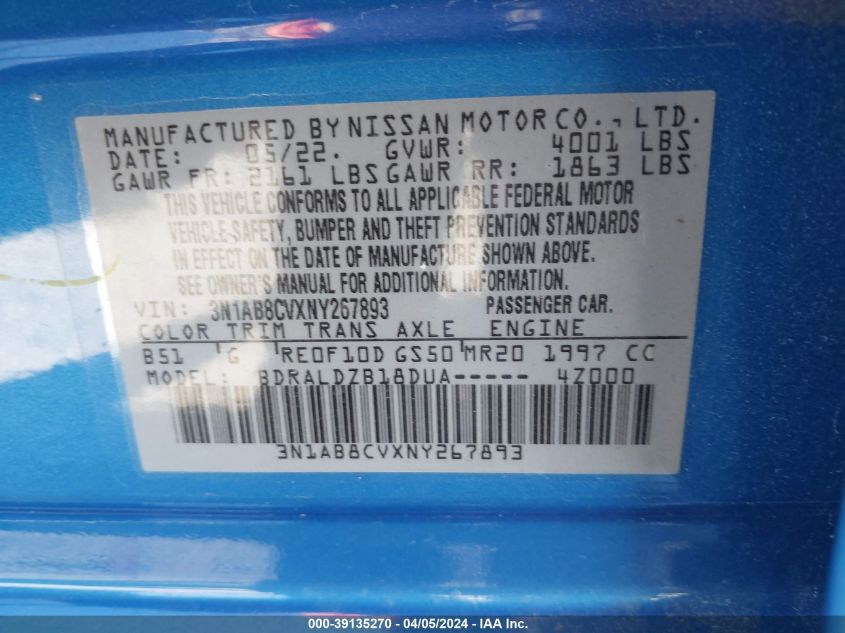 MANUFACTURED BY NISSAN MOTOR CO., LTD.
DATE: 05/22. GVWR: 4001 LBS
GAWR FR: 2161 LBS GAWR RR: 1863 LBS
THIS VEHICLE CONFORMS TO ALL APPLICABLE FEDERAL MOTOR
VEHICLE SAFETY, BUMPER AND THEFT PREVENTION STANDARDS
IN EFFECT ON THE DATE OF MANUFACTURE SHOWN ABOVE.
SEE OWNER'S MANUAL FOR ADDITIONAL INFORMATION.
VIN: 3N1AB8CVXNY267893 PASSENGER CAR.
COLOR TRIM TRANS AXLE ENGINE
B51 G RE0F10D GS50 MR20 1997 CC
MODEL: BDRALDZB18DUA----- 4Z000
3N1AB8CVXNY267893
000-39135270 - 04/05/2024 - IAA Inc.